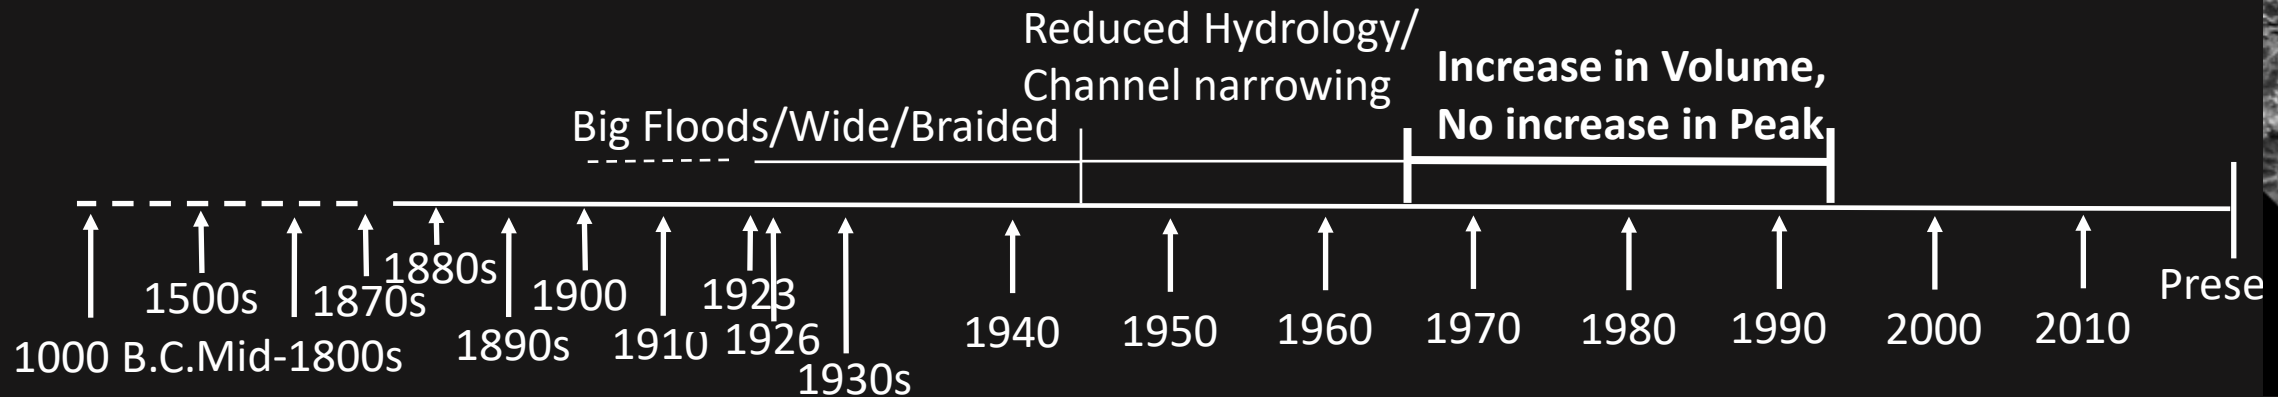 Reduced Hydrology/
Channel narrowing
Increase in Volume,
No increase in Peak
Big Floods/Wide/Braided
1000 B.C.
1500s
Mid-1800s
1870s
1880s
1890s
1900
1910
1923
1926
1930s
1940
1950
1960
1970
1980
1990
2000
2010
Prese